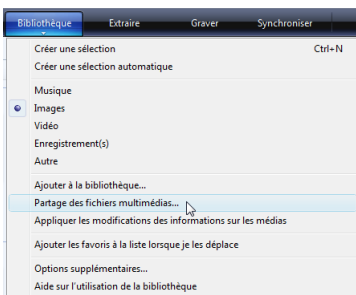 Bibliothèque Extraire Graver Synchroniser
Créer une sélection Ctrl+N
Créer une sélection automatique
Musique
Images
Vidéo
Enregistrement(s)
Autre
Ajouter à la bibliothèque...
Partage des fichiers multimédias...
Appliquer les modifications des informations sur les médias
Ajouter les favoris à la liste lorsque je les déplace
Options supplémentaires...
Aide sur l'utilisation de la bibliothèque